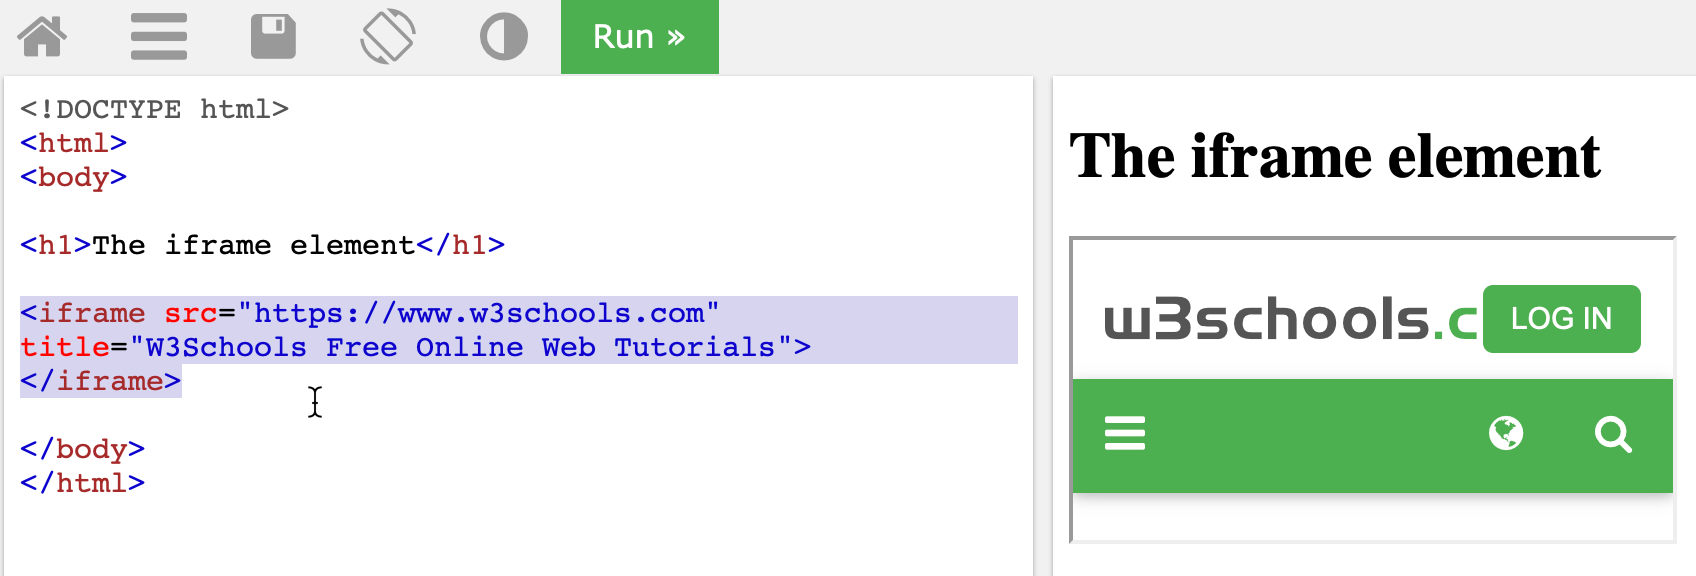 Run »
<!DOCTYPE html>
<html>
<body>
<h1>The iframe element</h1>
<iframe src="https://www.w3schools.com"
title="W3Schools Free Online Web Tutorials">
</iframe>
</body>
</html>
The iframe element
w3schools.c
LOG IN